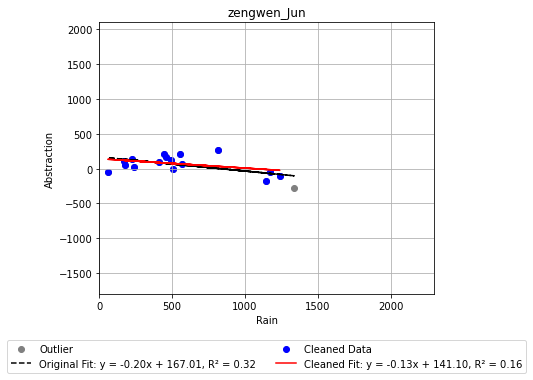 zengwen_Jun
2000
1500
1000
500
0
−500
−1000
−1500
Abstraction
0 500 1000 1500 2000
Rain
Outlier Cleaned Data
Original Fit: y = -0.20x + 167.01, R² = 0.32 Cleaned Fit: y = -0.13x + 141.10, R² = 0.16